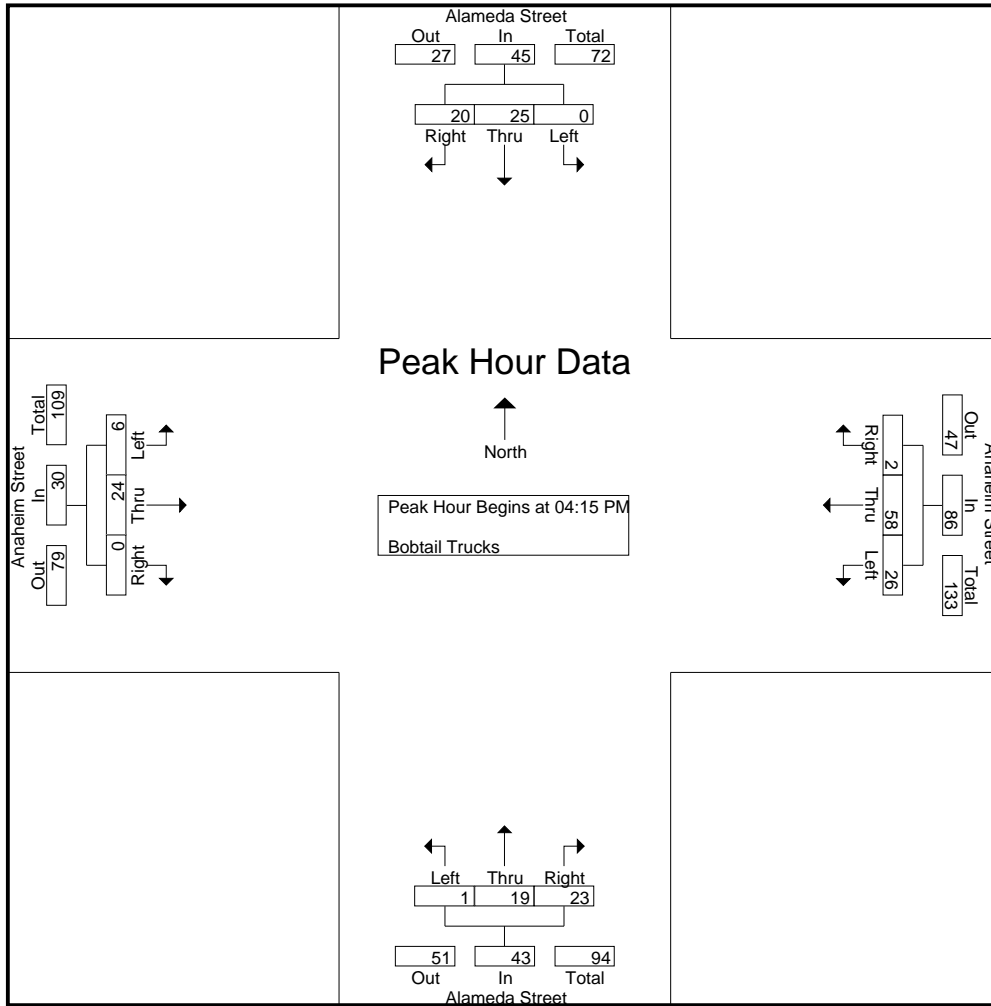 Alameda Street
Out In Total
27 45 72
20 25 0
Right Thru Left
Peak Hour Data
North
Peak Hour Begins at 04:15 PM
Bobtail Trucks
Anaheim Street
Total In Out
109 30 79
6 24 0
Left Thru Right
Right Thru Left
2 58 26
47 86 133
Out In Total
Anaheim Street
Left Thru Right
1 19 23
51 43 94
Out In Total
Alameda Street